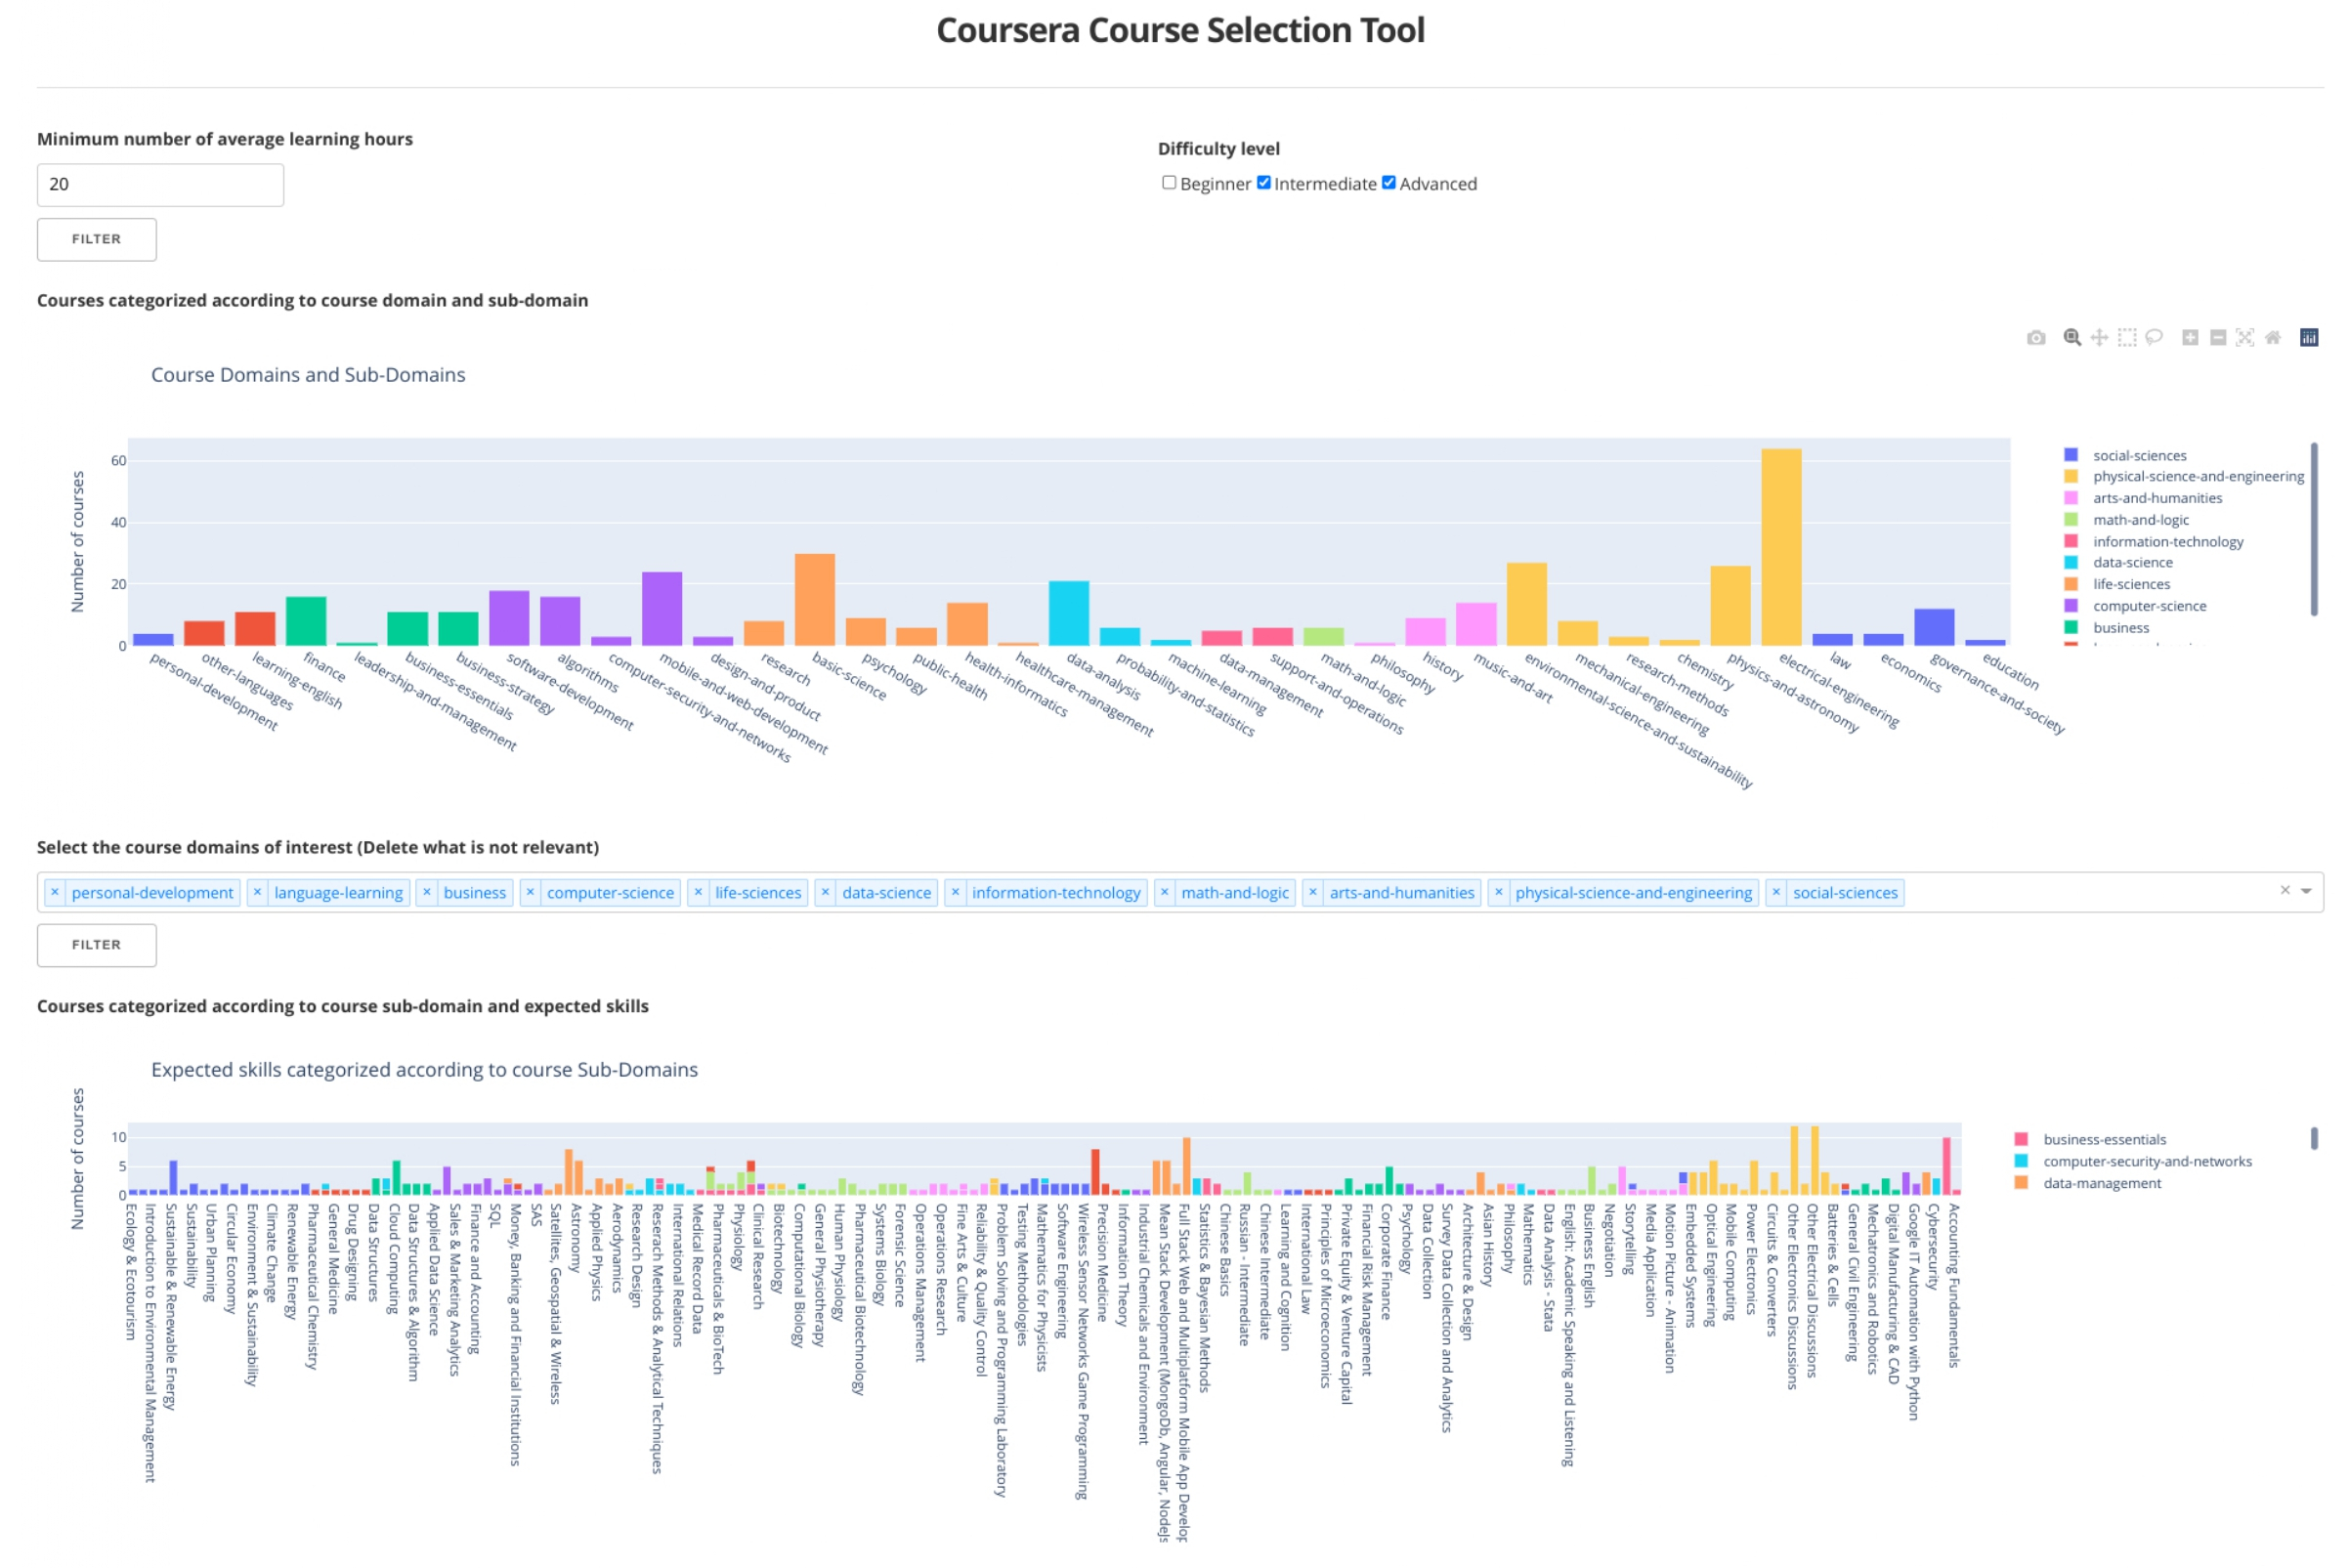 Coursera Course Selection Tool
Minimum number of average learning hours
20
FILTER
Difficulty level
Beginner Intermediate Advanced
Courses categorized according to course domain and sub-domain
Course Domains and Sub-Domains
Number of courses
60
40
20
0
personal-development
other-languages
learning-english
finance
leadership-and-management
business-essentials
business-strategy
software-development
algorithms
computer-security-and-networks
mobile-and-web-development
design-and-product
research
basic-science
psychology
public-health
health-informatics
healthcare-management
data-analysis
probability-and-statistics
machine-learning
data-management
support-and-operations
math-and-logic
philosophy
history
music-and-art
environmental-science-and-sustainability
mechanical-engineering
research-methods
chemistry
physics-and-astronomy
electrical-engineering
law
economics
governance-and-society
education
social-sciences
physical-science-and-engineering
arts-and-humanities
math-and-logic
information-technology
data-science
life-sciences
computer-science
business
Select the course domains of interest (Delete what is not relevant)
× personal-development × language-learning × business × computer-science × life-sciences × data-science × information-technology × math-and-logic × arts-and-humanities × physical-science-and-engineering × social-sciences
FILTER
Courses categorized according to course sub-domain and expected skills
Expected skills categorized according to course Sub-Domains
Number of courses
10
5
0
Ecology & Ecotourism
Introduction to Environmental Management
Sustainable & Renewable Energy
Sustainability
Urban Planning
Circular Economy
Environment & Sustainability
Climate Change
Renewable Energy
Pharmaceutical Chemistry
General Medicine
Drug Designing
Data Structures
Cloud Computing
Data Structures & Algorithm
Applied Data Science
Sales & Marketing Analytics
Finance and Accounting
SQL
Money, Banking and Financial Institutions
SAS
Satellites, Geospatial & Wireless
Astronomy
Applied Physics
Aerodynamics
Research Design
Reserach Methods & Analytical Techniques
International Relations
Medical Record Data
Pharmaceuticals & BioTech
Physiology
Clinical Research
Biotechnology
Computational Biology
General Physiotherapy
Human Physiology
Pharmaceutical Biotechnology
Systems Biology
Forensic Science
Operations Management
Operations Research
Fine Arts & Culture
Reliability & Quality Control
Problem Solving and Programming Laboratory
Testing Methodologies
Mathematics for Physicists
Software Engineering
Wireless Sensor Networks Game Programming
Precision Medicine
Information Theory
Industrial Chemicals and Environment
Mean Stack Development (MongoDb, Angular, NodeJs
Full Stack Web and Multiplatform Mobile App Develop
Statistics & Bayesian Methods
Chinese Basics
Russian - Intermediate
Chinese Intermediate
Learning and Cognition
International Law
Principles of Microeconomics
Private Equity & Venture Capital
Financial Risk Management
Corporate Finance
Psychology
Data Collection
Survey Data Collection and Analytics
Architecture & Design
Asian History
Philosophy
Mathematics
Data Analysis - Stata
English: Academic Speaking and Listening
Business English
Negotiation
Storytelling
Media Application
Motion Picture - Animation
Embedded Systems
Optical Engineering
Mobile Computing
Power Electronics
Circuits & Converters
Other Electronics Discussions
Other Electrical Discussions
Batteries & Cells
General Civil Engineering
Mechatronics and Robotics
Digital Manufacturing & CAD
Google IT Automation with Python
Cybersecurity
Accounting Fundamentals
business-essentials
computer-security-and-networks
data-management